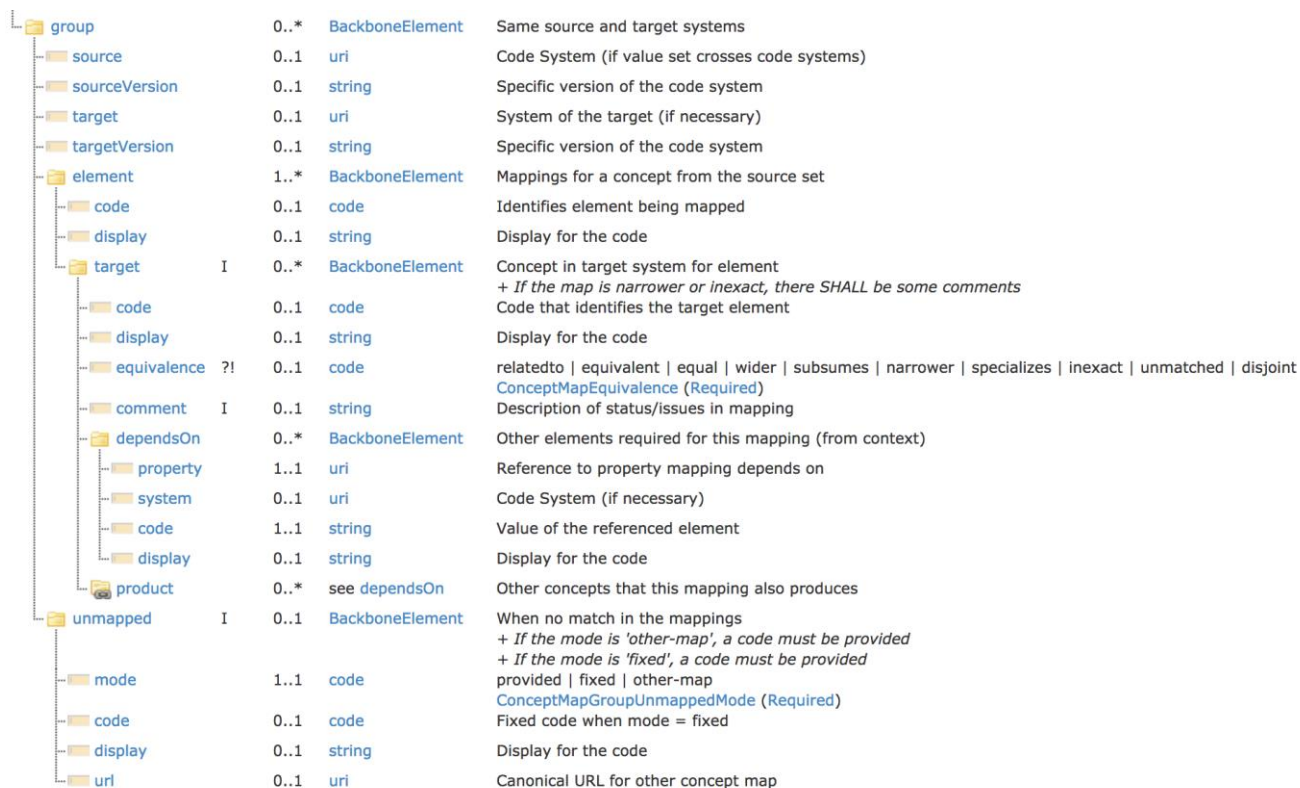 group 0..* BackboneElement Same source and target systems
source 0..1 uri Code System (if value set crosses code systems)
sourceVersion 0..1 string Specific version of the code system
target 0..1 uri System of the target (if necessary)
targetVersion 0..1 string Specific version of the code system
element 1..* BackboneElement Mappings for a concept from the source set
code 0..1 code Identifies element being mapped
display 0..1 string Display for the code
target I 0..* BackboneElement Concept in target system for element
+ If the map is narrower or inexact, there SHALL be some comments
code 0..1 code Code that identifies the target element
display 0..1 string Display for the code
equivalence ?! 0..1 code relatedto | equivalent | equal | wider | subsumes | narrower | specializes | inexact | unmatched | disjoint
ConceptMapEquivalence (Required)
comment I 0..1 string Description of status/issues in mapping
dependsOn 0..* BackboneElement Other elements required for this mapping (from context)
property 1..1 uri Reference to property mapping depends on
system 0..1 uri Code System (if necessary)
code 1..1 string Value of the referenced element
display 0..1 string Display for the code
product 0..* see dependsOn Other concepts that this mapping also produces
unmapped I 0..1 BackboneElement When no match in the mappings
+ If the mode is 'other-map', a code must be provided
+ If the mode is 'fixed', a code must be provided
mode 1..1 code provided | fixed | other-map
ConceptMapGroupUnmappedMode (Required)
code 0..1 code Fixed code when mode = fixed
display 0..1 string Display for the code
url 0..1 uri Canonical URL for other concept map